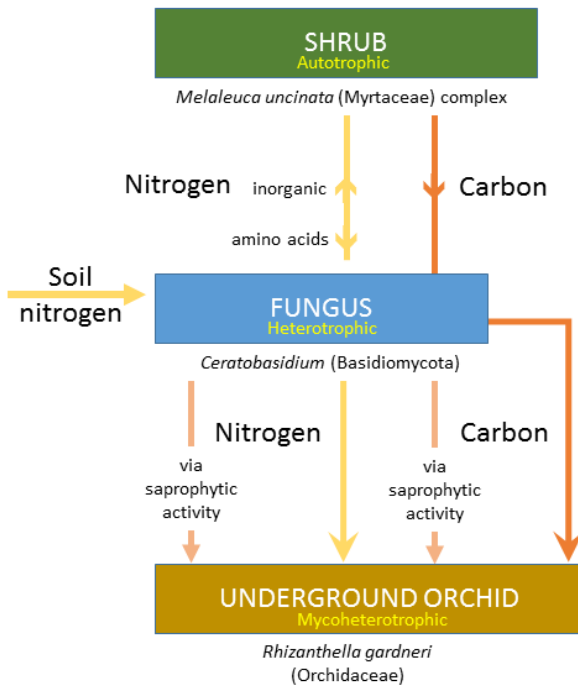 SHRUB
Autotrophic
Melaleuca uncinata (Myrtaceae) complex
Nitrogen
inorganic
amino acids
Carbon
Soil
nitrogen
FUNGUS
Heterotrophic
Ceratobasidium (Basidiomycota)
via
saprophytic
activity
Nitrogen
via
saprophytic
activity
Carbon
UNDERGROUND ORCHID
Mycoheterotrophic
Rhizanthella gardneri
(Orchidaceae)